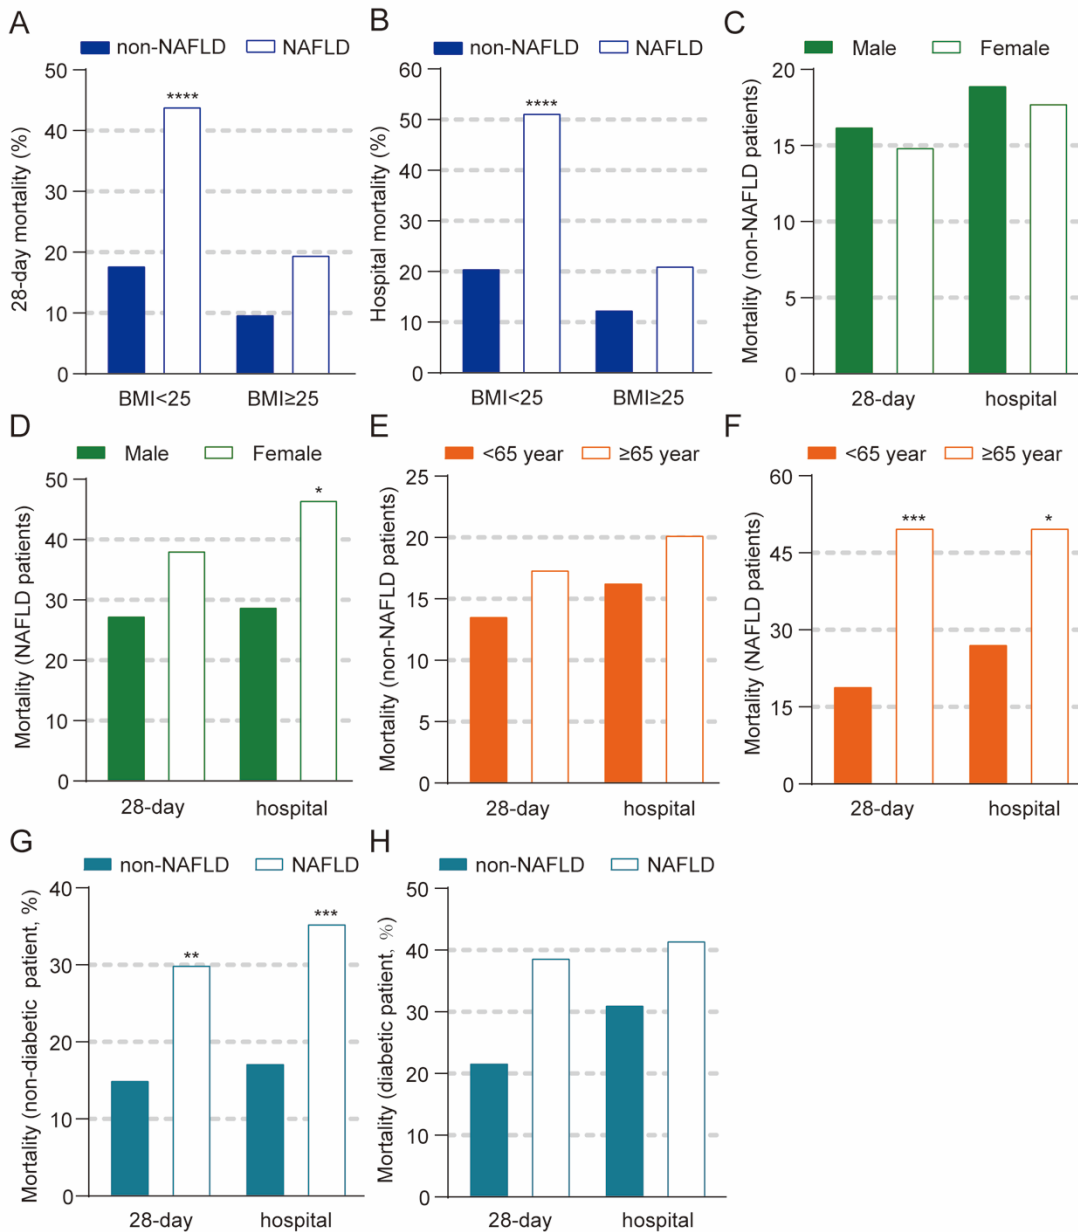 A
non-NAFLD NAFLD
28-day mortality (%)
50
40
30
20
10
0
****
BMI<25 BMI≥25
B
non-NAFLD NAFLD
Hospital mortality (%)
60
50
40
30
20
10
0
****
BMI<25 BMI≥25
C
Male Female
Mortality (non-NAFLD patients)
20
15
10
5
0
28-day hospital
D
Male Female
Mortality (NAFLD patients)
50
40
30
20
10
0
*
28-day hospital
E
<65 year ≥65 year
Mortality (non-NAFLD patients)
25
20
15
10
5
0
28-day hospital
F
<65 year ≥65 year
Mortality (NAFLD patients)
60
45
30
15
0
*** *
28-day hospital
G
non-NAFLD NAFLD
Mortality (non-diabetic patient, %)
40
30
20
10
0
** ***
28-day hospital
H
non-NAFLD NAFLD
Mortality (diabetic patient, %)
50
40
30
20
10
0
28-day hospital